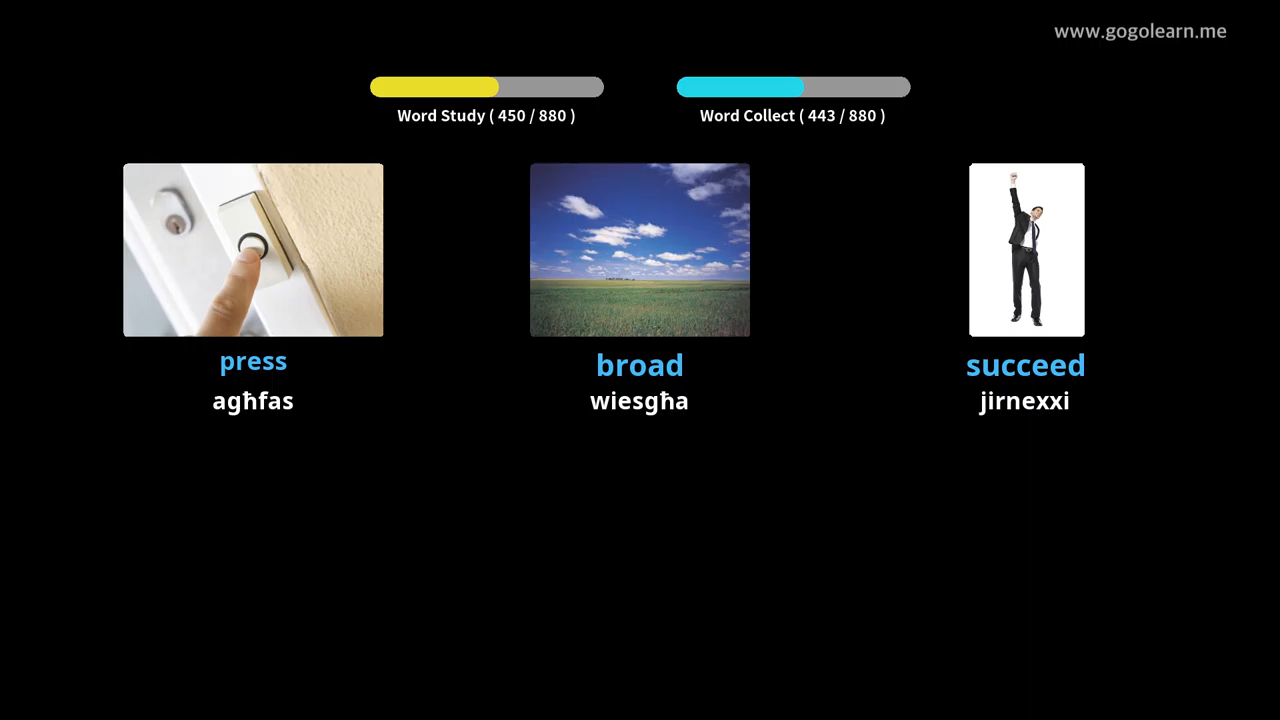 www.gogolearn.me
Word Study ( 450 / 880 )
Word Collect ( 443 / 880 )
press
broad
succeed
agħfas
wiesgħa
jirnexxi